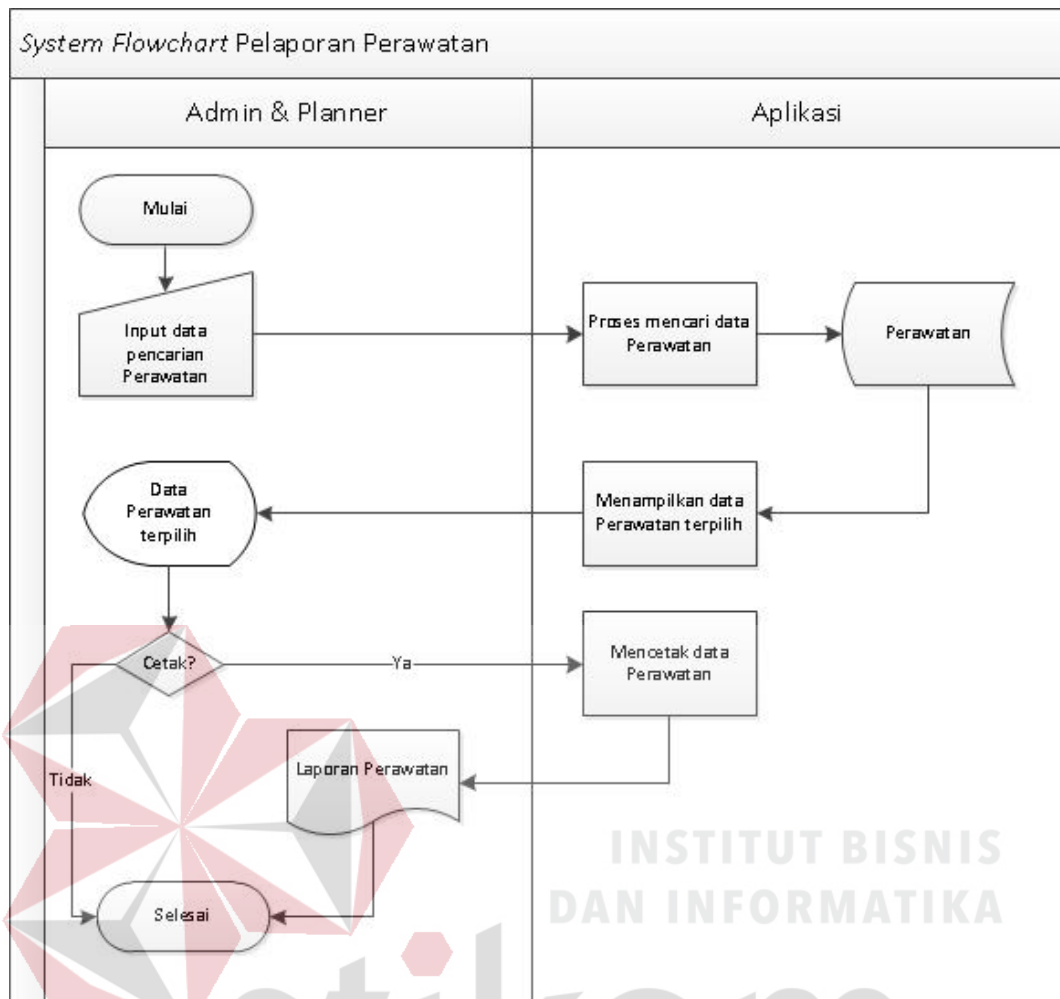 System Flowchart Pelaporan Perawatan
Admin & Planner
Aplikasi
Mulai
Input data
pencarian
Perawatan
Proses mencari data
Perawatan
Perawatan
Data
Perawatan
terpilih
Menampilkan data
Perawatan terpilih
Cetak?
Ya
Mencetak data
Perawatan
Tidak
Laporan Perawatan
Selesai
INSTITUT BISNIS
DAN INFORMATIKA